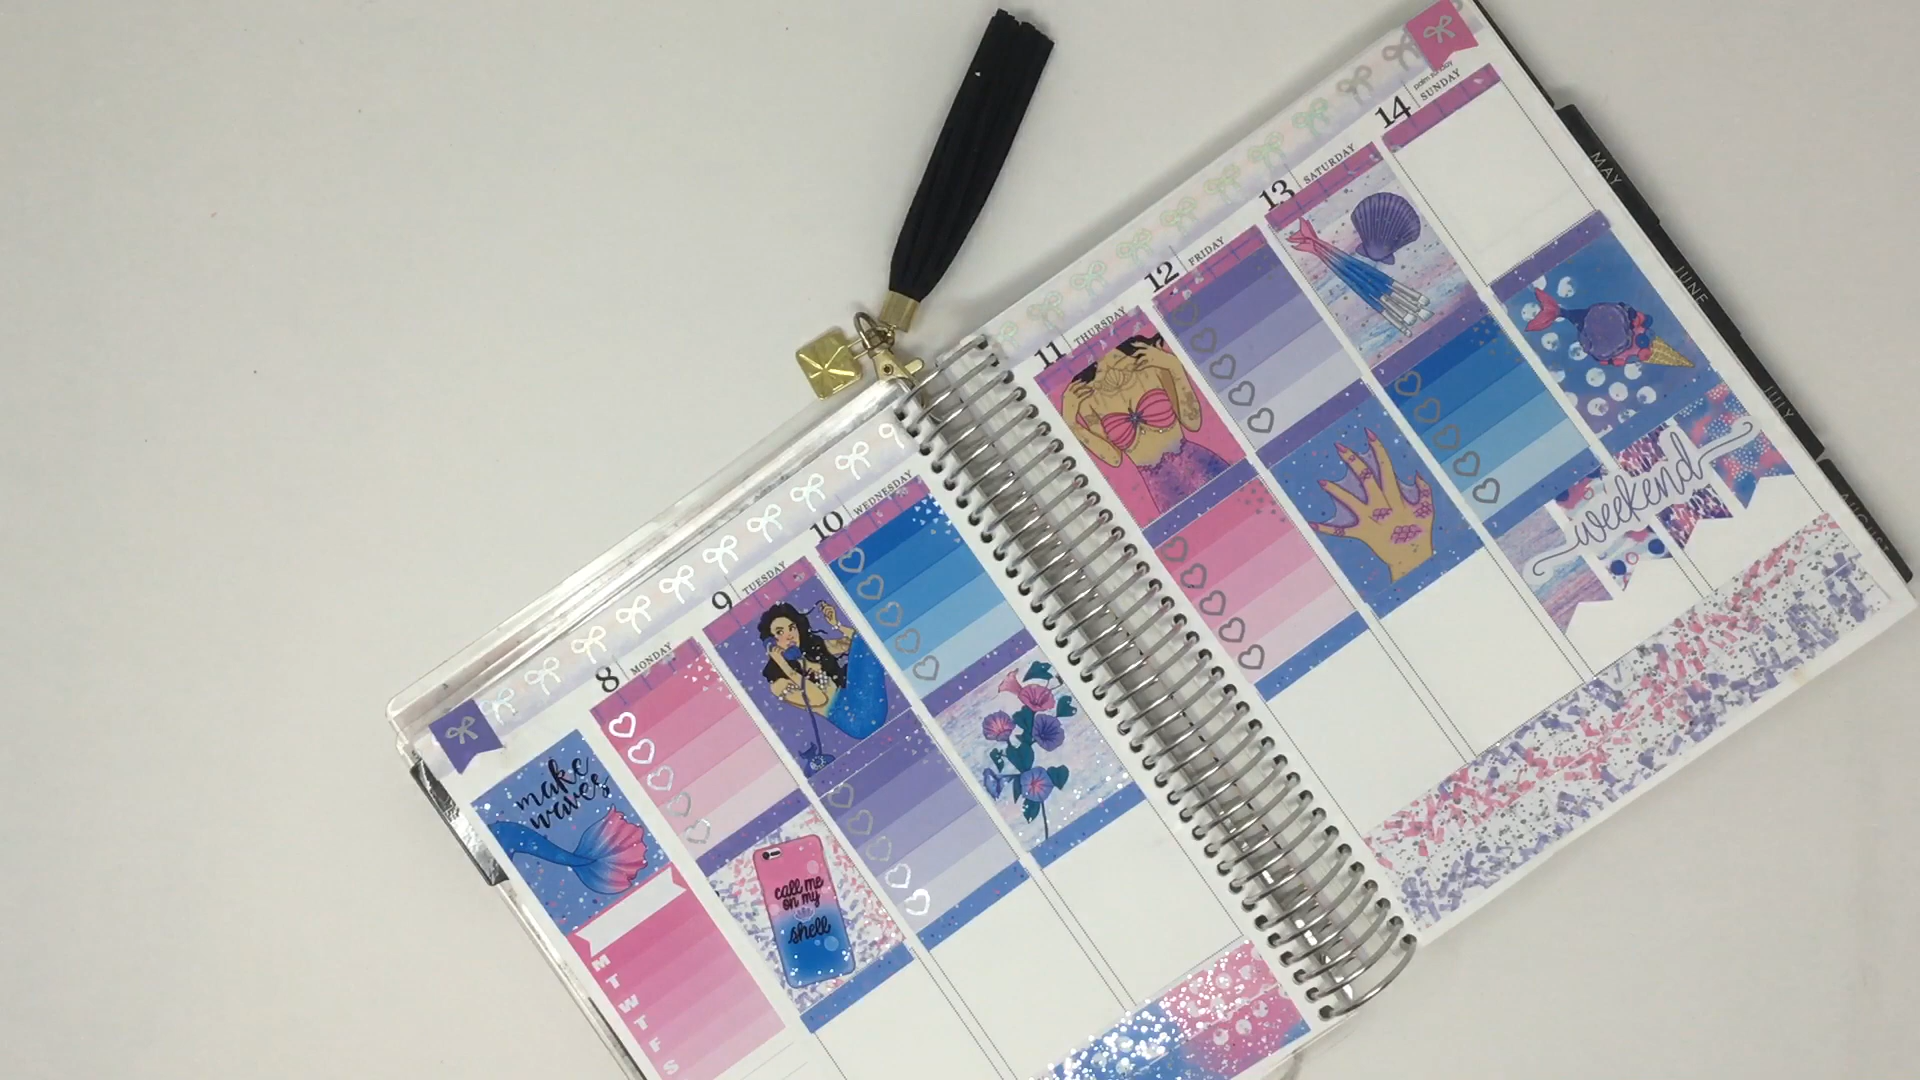 8 MONDAY
9 TUESDAY
10 WEDNESDAY
11 THURSDAY
12 FRIDAY
13 SATURDAY
14 SUNDAY
make
waves
call me
on my
shell
M
T
W
T
F
S
weekend
MAY
JUNE
JULY
AUGUST